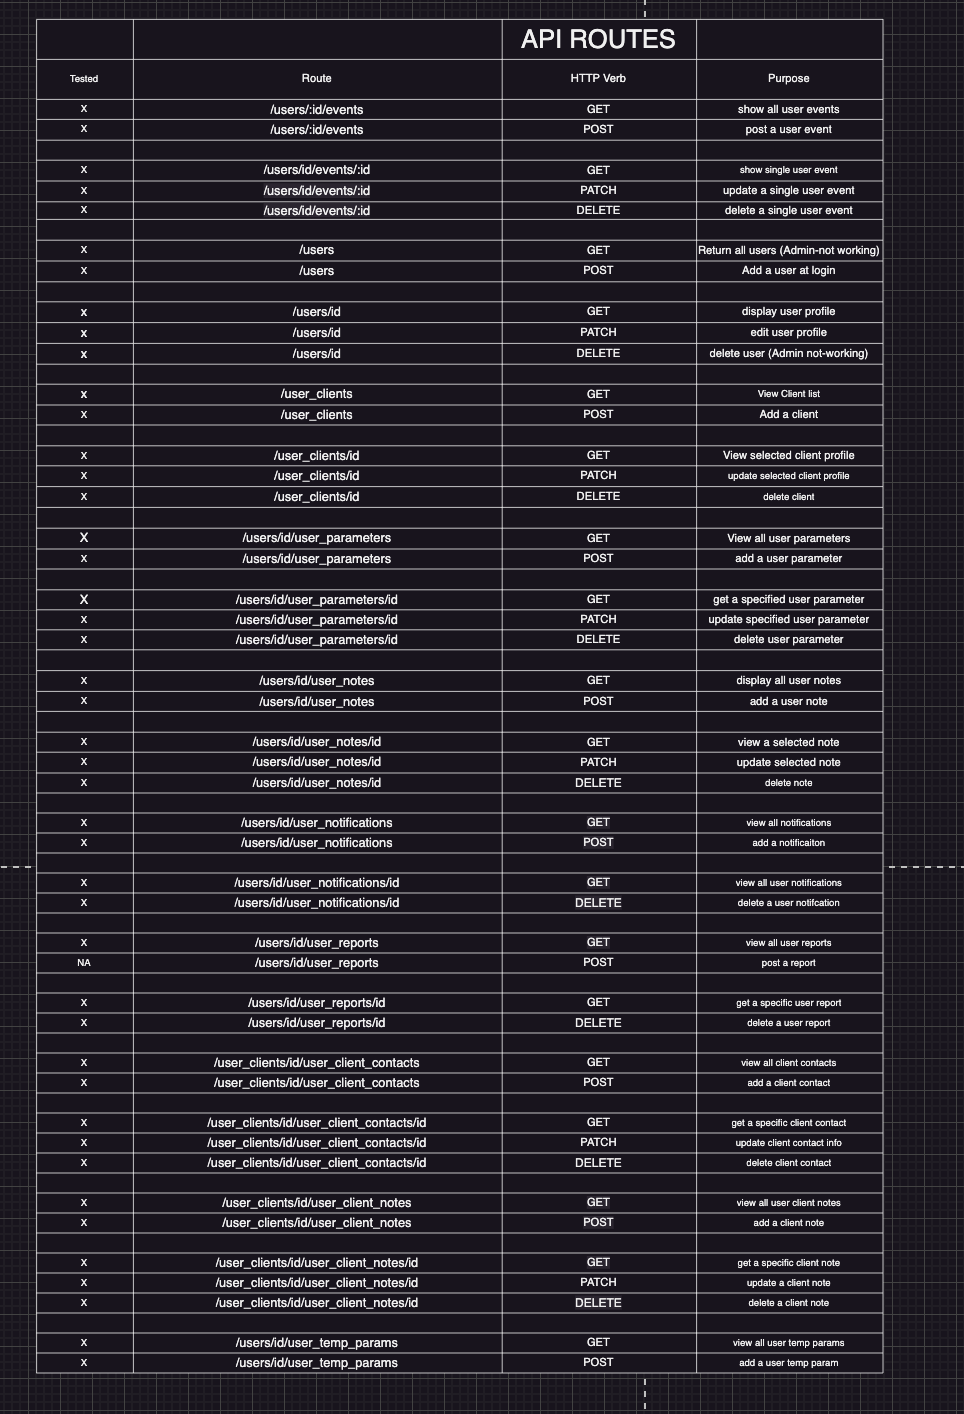 API ROUTES
Tested Route HTTP Verb Purpose
x /users/:id/events GET show all user events
x /users/:id/events POST post a user event
x /users/id/events/:id GET show single user event
x /users/id/events/:id PATCH update a single user event
x /users/id/events/:id DELETE delete a single user event
x /users GET Return all users (Admin-not working)
x /users POST Add a user at login
x /users/id GET display user profile
x /users/id PATCH edit user profile
x /users/id DELETE delete user (Admin not-working)
x /user_clients GET View Client list
x /user_clients POST Add a client
x /user_clients/id GET View selected client profile
x /user_clients/id PATCH update selected client profile
x /user_clients/id DELETE delete client
X /users/id/user_parameters GET View all user parameters
x /users/id/user_parameters POST add a user parameter
X /users/id/user_parameters/id GET get a specified user parameter
x /users/id/user_parameters/id PATCH update specified user parameter
x /users/id/user_parameters/id DELETE delete user parameter
x /users/id/user_notes GET display all user notes
x /users/id/user_notes POST add a user note
x /users/id/user_notes/id GET view a selected note
x /users/id/user_notes/id PATCH update selected note
x /users/id/user_notes/id DELETE delete note
x /users/id/user_notifications GET view all notifications
x /users/id/user_notifications POST add a notificaiton
x /users/id/user_notifications/id GET view all user notifications
x /users/id/user_notifications/id DELETE delete a user notifcation
x /users/id/user_reports GET view all user reports
NA /users/id/user_reports POST post a report
x /users/id/user_reports/id GET get a specific user report
x /users/id/user_reports/id DELETE delete a user report
x /user_clients/id/user_client_contacts GET view all client contacts
x /user_clients/id/user_client_contacts POST add a client contact
x /user_clients/id/user_client_contacts/id GET get a specific client contact
x /user_clients/id/user_client_contacts/id PATCH update client contact info
x /user_clients/id/user_client_contacts/id DELETE delete client contact
x /user_clients/id/user_client_notes GET view all user client notes
x /user_clients/id/user_client_notes POST add a client note
x /user_clients/id/user_client_notes/id GET get a specific client note
x /user_clients/id/user_client_notes/id PATCH update a client note
x /user_clients/id/user_client_notes/id DELETE delete a client note
x /users/id/user_temp_params GET view all user temp params
x /users/id/user_temp_params POST add a user temp param